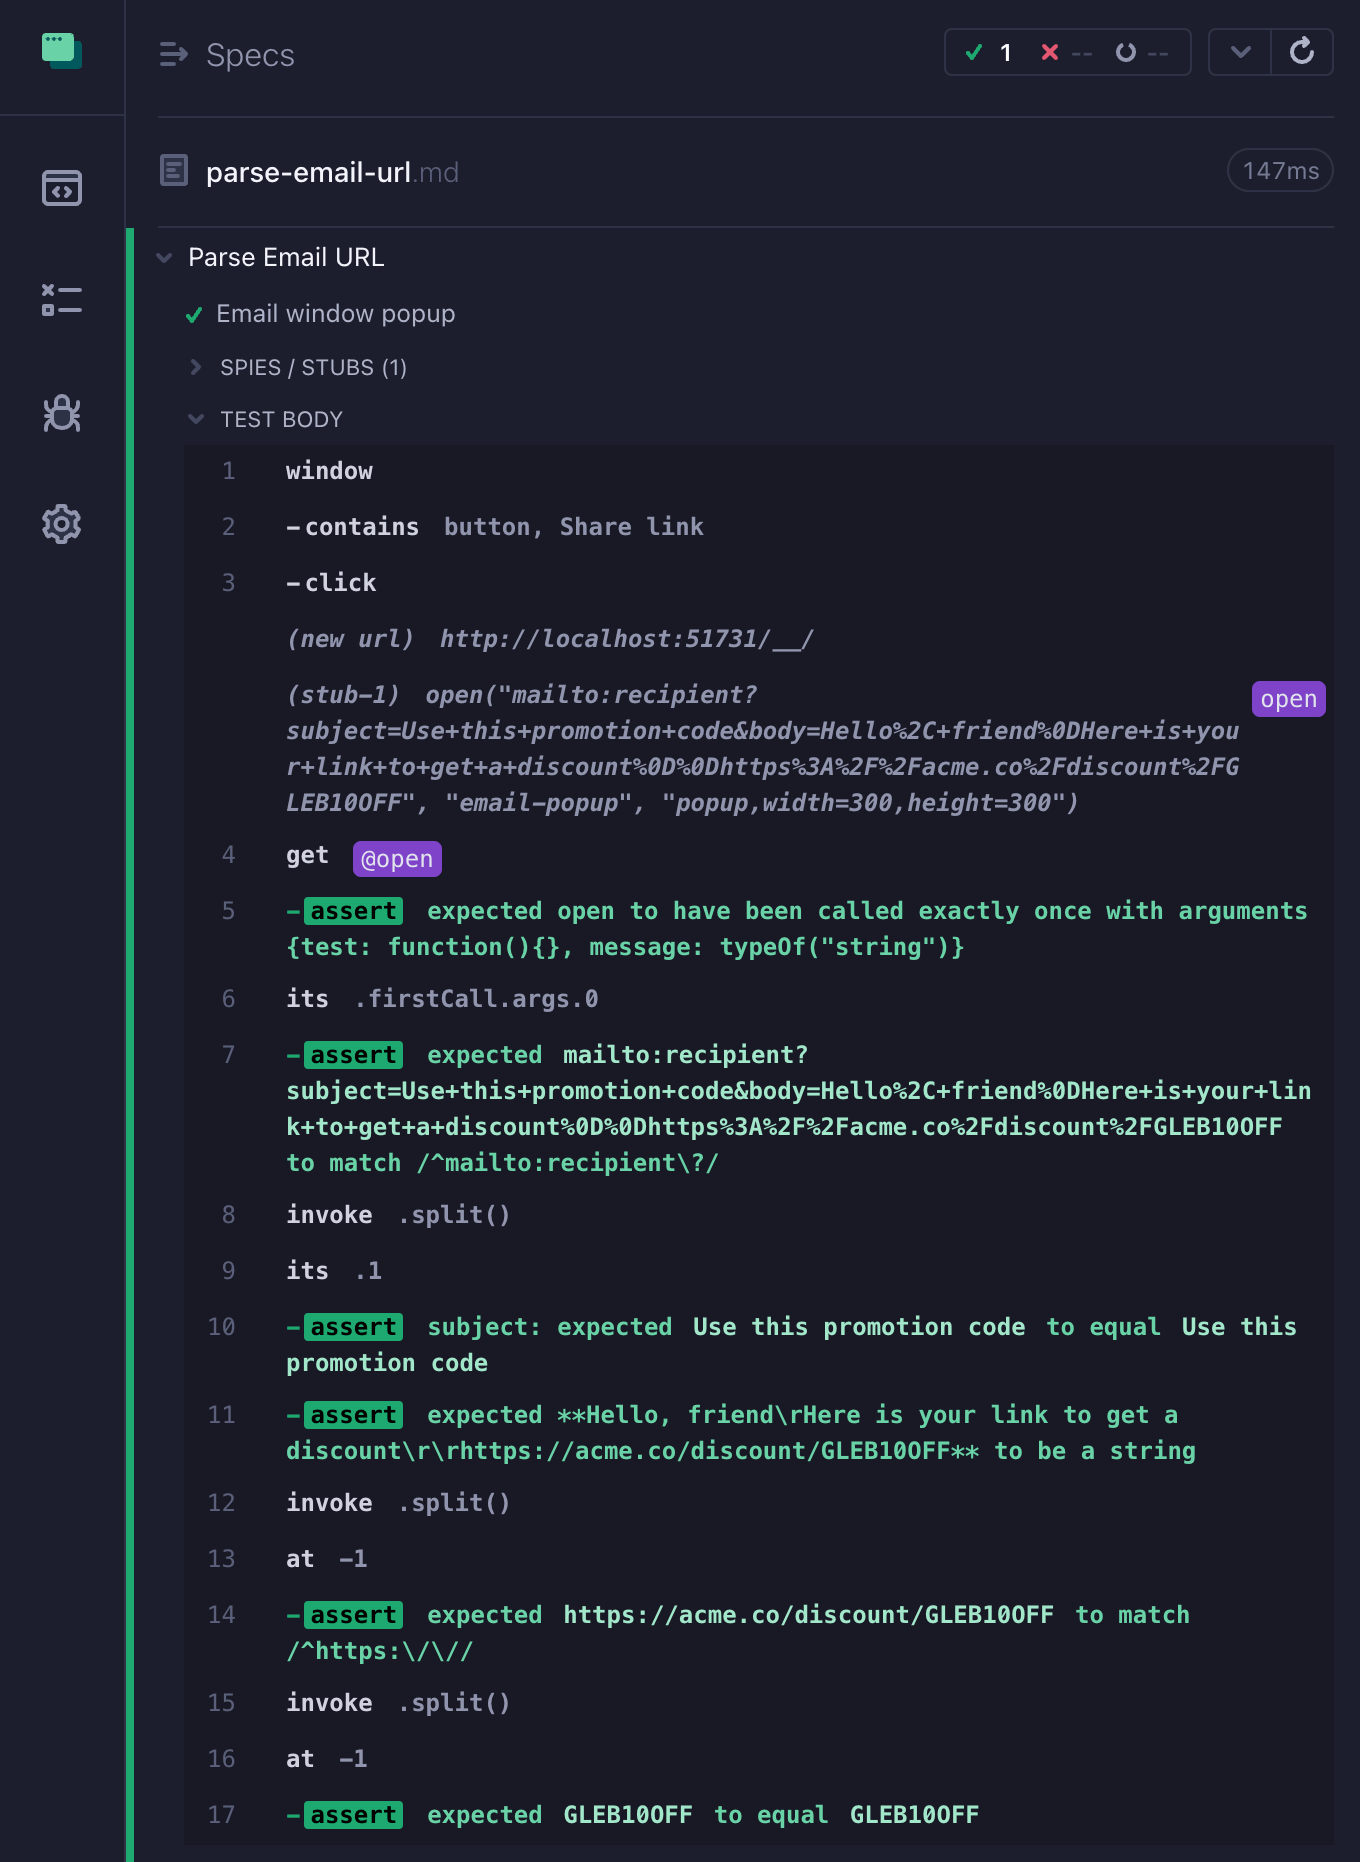 Specs
1 -- --
parse-email-url.md 147ms
Parse Email URL
Email window popup
SPIES / STUBS (1)
TEST BODY
1 window
2 -contains button, Share link
3 -click
(new url) http://localhost:51731/__/
(stub-1) open("mailto:recipient? open
subject=Use+this+promotion+code&body=Hello%2C+friend%0DHere+is+you
r+link+to+get+a+discount%0D%0Dhttps%3A%2F%2Facme.co%2Fdiscount%2FG
LEB10OFF", "email-popup", "popup,width=300,height=300")
4 get @open
5 -assert expected open to have been called exactly once with arguments
{test: function(){}, message: typeOf("string")}
6 its .firstCall.args.0
7 -assert expected mailto:recipient?
subject=Use+this+promotion+code&body=Hello%2C+friend%0DHere+is+your+lin
k+to+get+a+discount%0D%0Dhttps%3A%2F%2Facme.co%2Fdiscount%2FGLEB10OFF
to match /^mailto:recipient\?/
8 invoke .split()
9 its .1
10 -assert subject: expected Use this promotion code to equal Use this
promotion code
11 -assert expected **Hello, friend\rHere is your link to get a
discount\r\rhttps://acme.co/discount/GLEB10OFF** to be a string
12 invoke .split()
13 at -1
14 -assert expected https://acme.co/discount/GLEB10OFF to match
/^https:\/\//
15 invoke .split()
16 at -1
17 -assert expected GLEB10OFF to equal GLEB10OFF